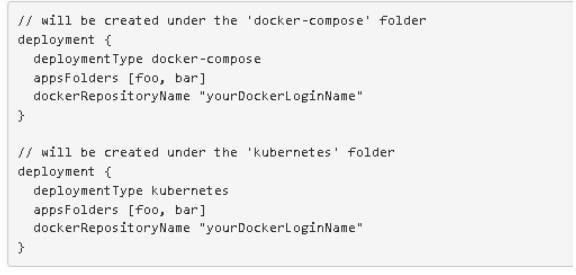 // will be created under the 'docker-compose' folder
deployment {
  deploymentType docker-compose
  appsFolders [foo, bar]
  dockerRepositoryName "yourDockerLoginName"
}

// will be created under the 'kubernetes' folder
deployment {
  deploymentType kubernetes
  appsFolders [foo, bar]
  dockerRepositoryName "yourDockerLoginName"
}